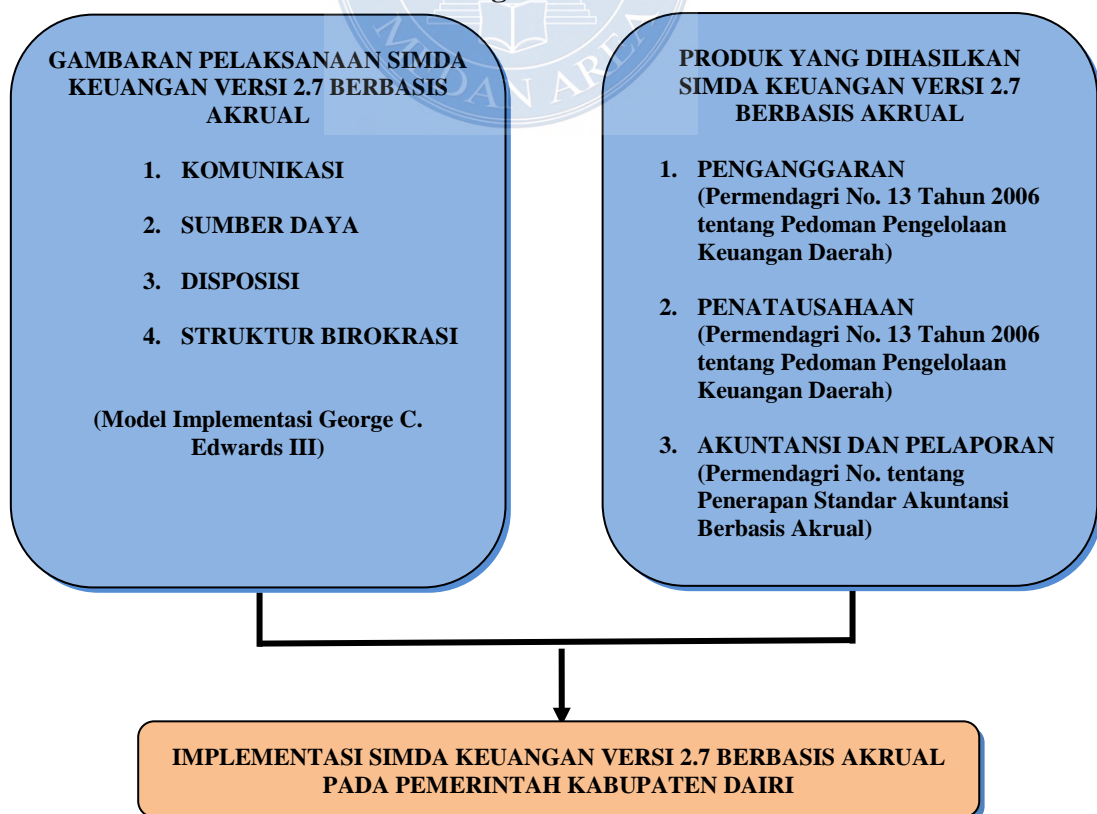 MEDAN AREA
GAMBARAN PELAKSANAAN SIMDA
KEUANGAN VERSI 2.7 BERBASIS
AKRUAL
1. KOMUNIKASI
2. SUMBER DAYA
3. DISPOSISI
4. STRUKTUR BIROKRASI
(Model Implementasi George C.
Edwards III)
PRODUK YANG DIHASILKAN
SIMDA KEUANGAN VERSI 2.7
BERBASIS AKRUAL
1. PENGANGGARAN
(Permendagri No. 13 Tahun 2006
tentang Pedoman Pengelolaan
Keuangan Daerah)
2. PENATAUSAHAAN
(Permendagri No. 13 Tahun 2006
tentang Pedoman Pengelolaan
Keuangan Daerah)
3. AKUNTANSI DAN PELAPORAN
(Permendagri No. tentang
Penerapan Standar Akuntansi
Berbasis Akrual)
IMPLEMENTASI SIMDA KEUANGAN VERSI 2.7 BERBASIS AKRUAL
PADA PEMERINTAH KABUPATEN DAIRI